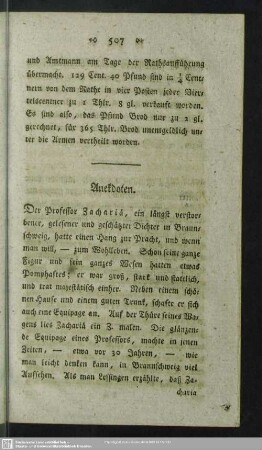 507
und Amtmann am Tage der Rathsaufführung
übermacht. 129 Cent. 40 Pfund sind in ¼ Cent-
nern von dem Rathe in vier Posten jeder Vier-
telscentner zu 1 Thlr. 8 gl. verkauft worden.
Es sind also, das Pfund Brod nur zu 1 gl.
gerechnet, für 365 Thlr. Brod unentgeldlich un-
ter die Armen vertheilt worden.
Anekdoten.
Der Professor Zachariä, ein längst verstor-
bener, gelesener und geschätzter Dichter in Braun-
schweig, hatte einen Hang zur Pracht, und wenn
man will, — zum Wohlleben. Schon seine ganze
Figur und sein ganzes Wesen hatten etwas
Pomphaftes; er war groß, stark und stattlich,
und trat majestätisch einher. Neben einem schö-
nen Hause und einem guten Trunk, schafte er sich
auch eine Equipage an. Auf der Thüre seines Wa-
gens lies Zachariä ein Z. malen. Die glänzen-
de Equipage eines Professors, machte in jenen
Zeiten, — etwa vor 30 Jahren, — wie
man leicht denken kann, in Braunschweig viel
Aufsehen. Als man Lessingen erzählte, daß Za-
chariä